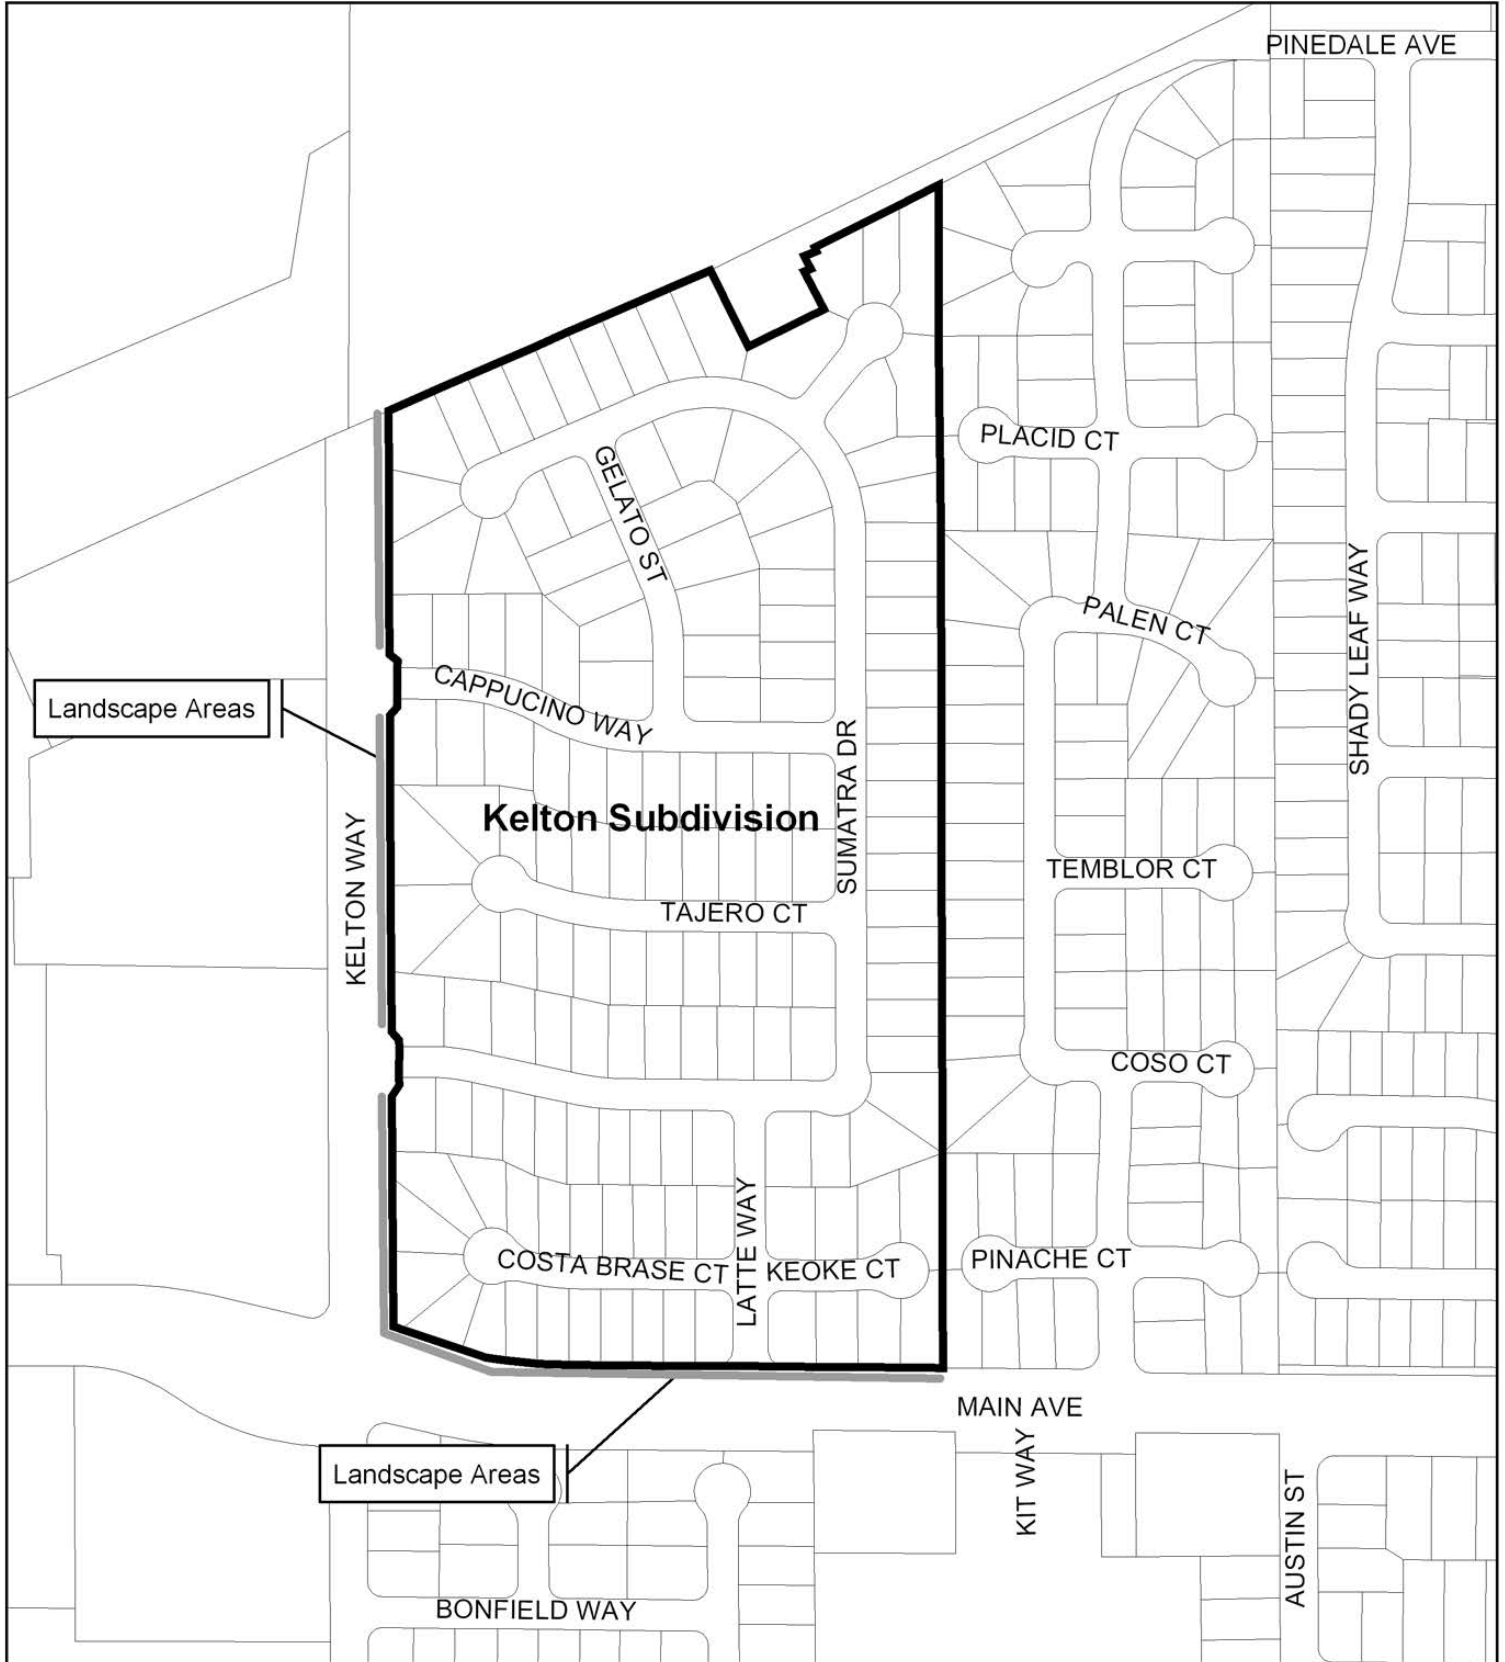 PINEDALE AVE
PLACID CT
GELATO ST
PALEN CT
SHADY LEAF WAY
CAPPUCINO WAY
Landscape Areas
SUMATRA DR
Kelton Subdivision
KELTON WAY
TEMBLOR CT
TAJERO CT
COSO CT
LATTE WAY
COSTA BRASE CT
KEOKE CT
PINACHE CT
MAIN AVE
KIT WAY
Landscape Areas
AUSTIN ST
BONFIELD WAY